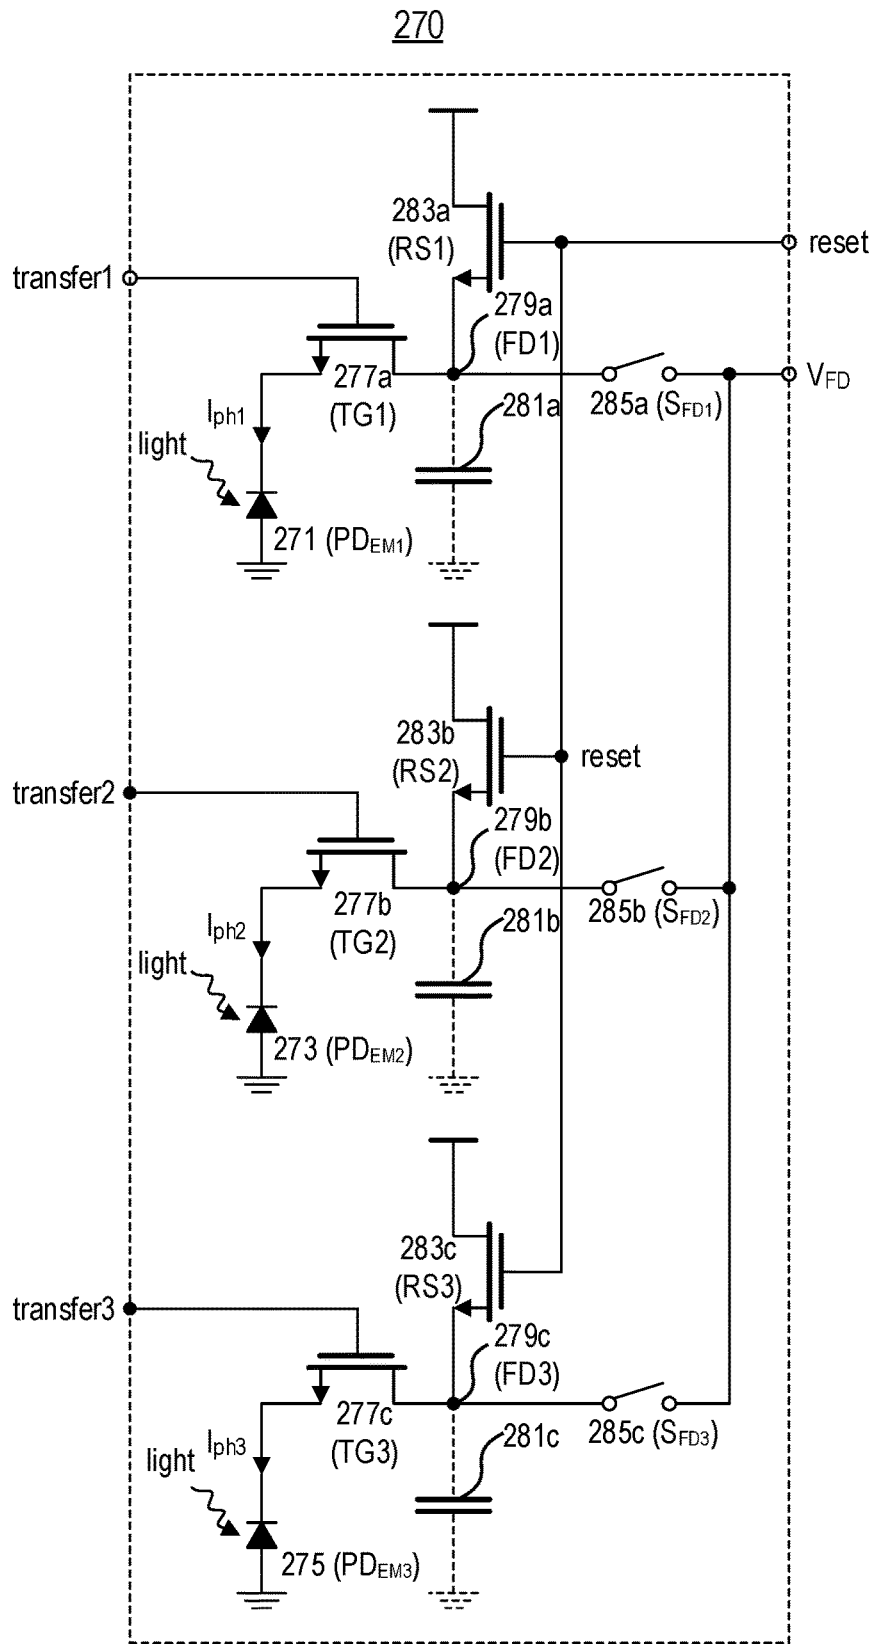 270
283a
(RS1)
reset
transfer1
279a
(FD1)
277a
(TG1)
285a (SFD1)
VFD
Iph1
281a
light
271 (PDEM1)
283b
(RS2)
reset
transfer2
279b
(FD2)
277b
(TG2)
285b (SFD2)
Iph2
281b
light
273 (PDEM2)
283c
(RS3)
transfer3
279c
(FD3)
277c
(TG3)
285c (SFD3)
Iph3
281c
light
275 (PDEM3)